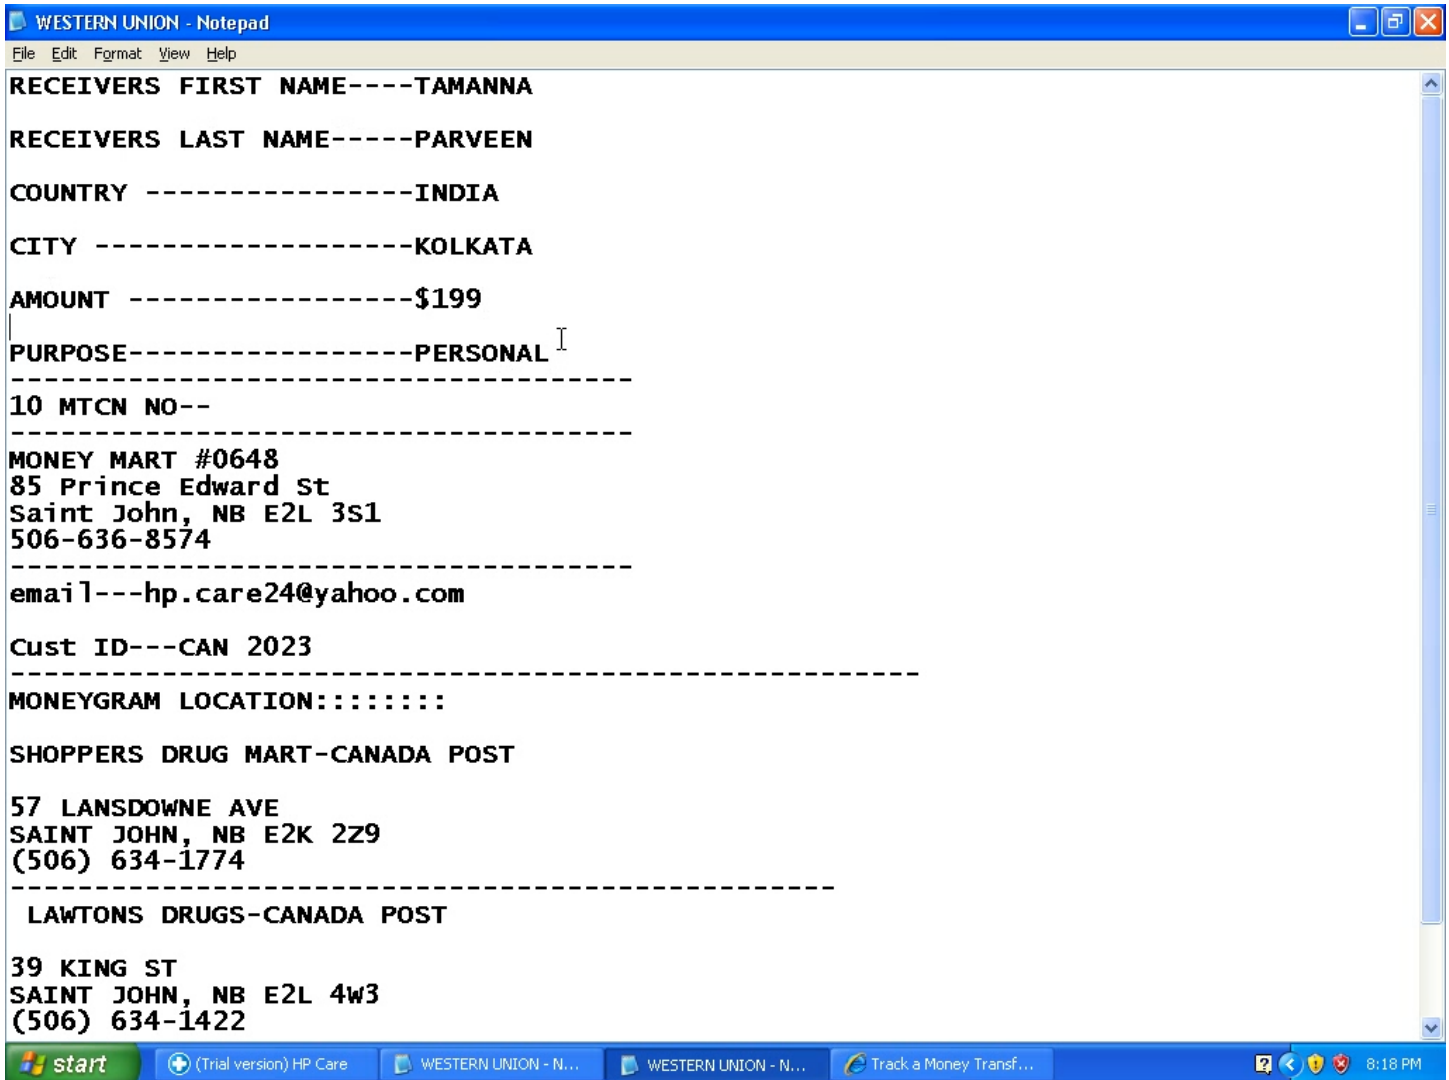 WESTERN UNION - Notepad
File Edit Format View Help
RECEIVERS FIRST NAME----TAMANNA
RECEIVERS LAST NAME-----PARVEEN
COUNTRY ----------------INDIA
CITY -------------------KOLKATA
AMOUNT -----------------$199
PURPOSE-----------------PERSONAL
-------------------------------------
10 MTCN NO--
-------------------------------------
MONEY MART #0648
85 Prince Edward St
Saint John, NB E2L 3S1
506-636-8574
-------------------------------------
email---hp.care24@yahoo.com
Cust ID---CAN 2023
------------------------------------------------------
MONEYGRAM LOCATION::::::::
SHOPPERS DRUG MART-CANADA POST
57 LANSDOWNE AVE
SAINT JOHN, NB E2K 2Z9
(506) 634-1774
-------------------------------------------------
LAWTONS DRUGS-CANADA POST
39 KING ST
SAINT JOHN, NB E2L 4W3
(506) 634-1422
start (Trial version) HP Care WESTERN UNION - N... WESTERN UNION - N... Track a Money Transf... 8:18 PM